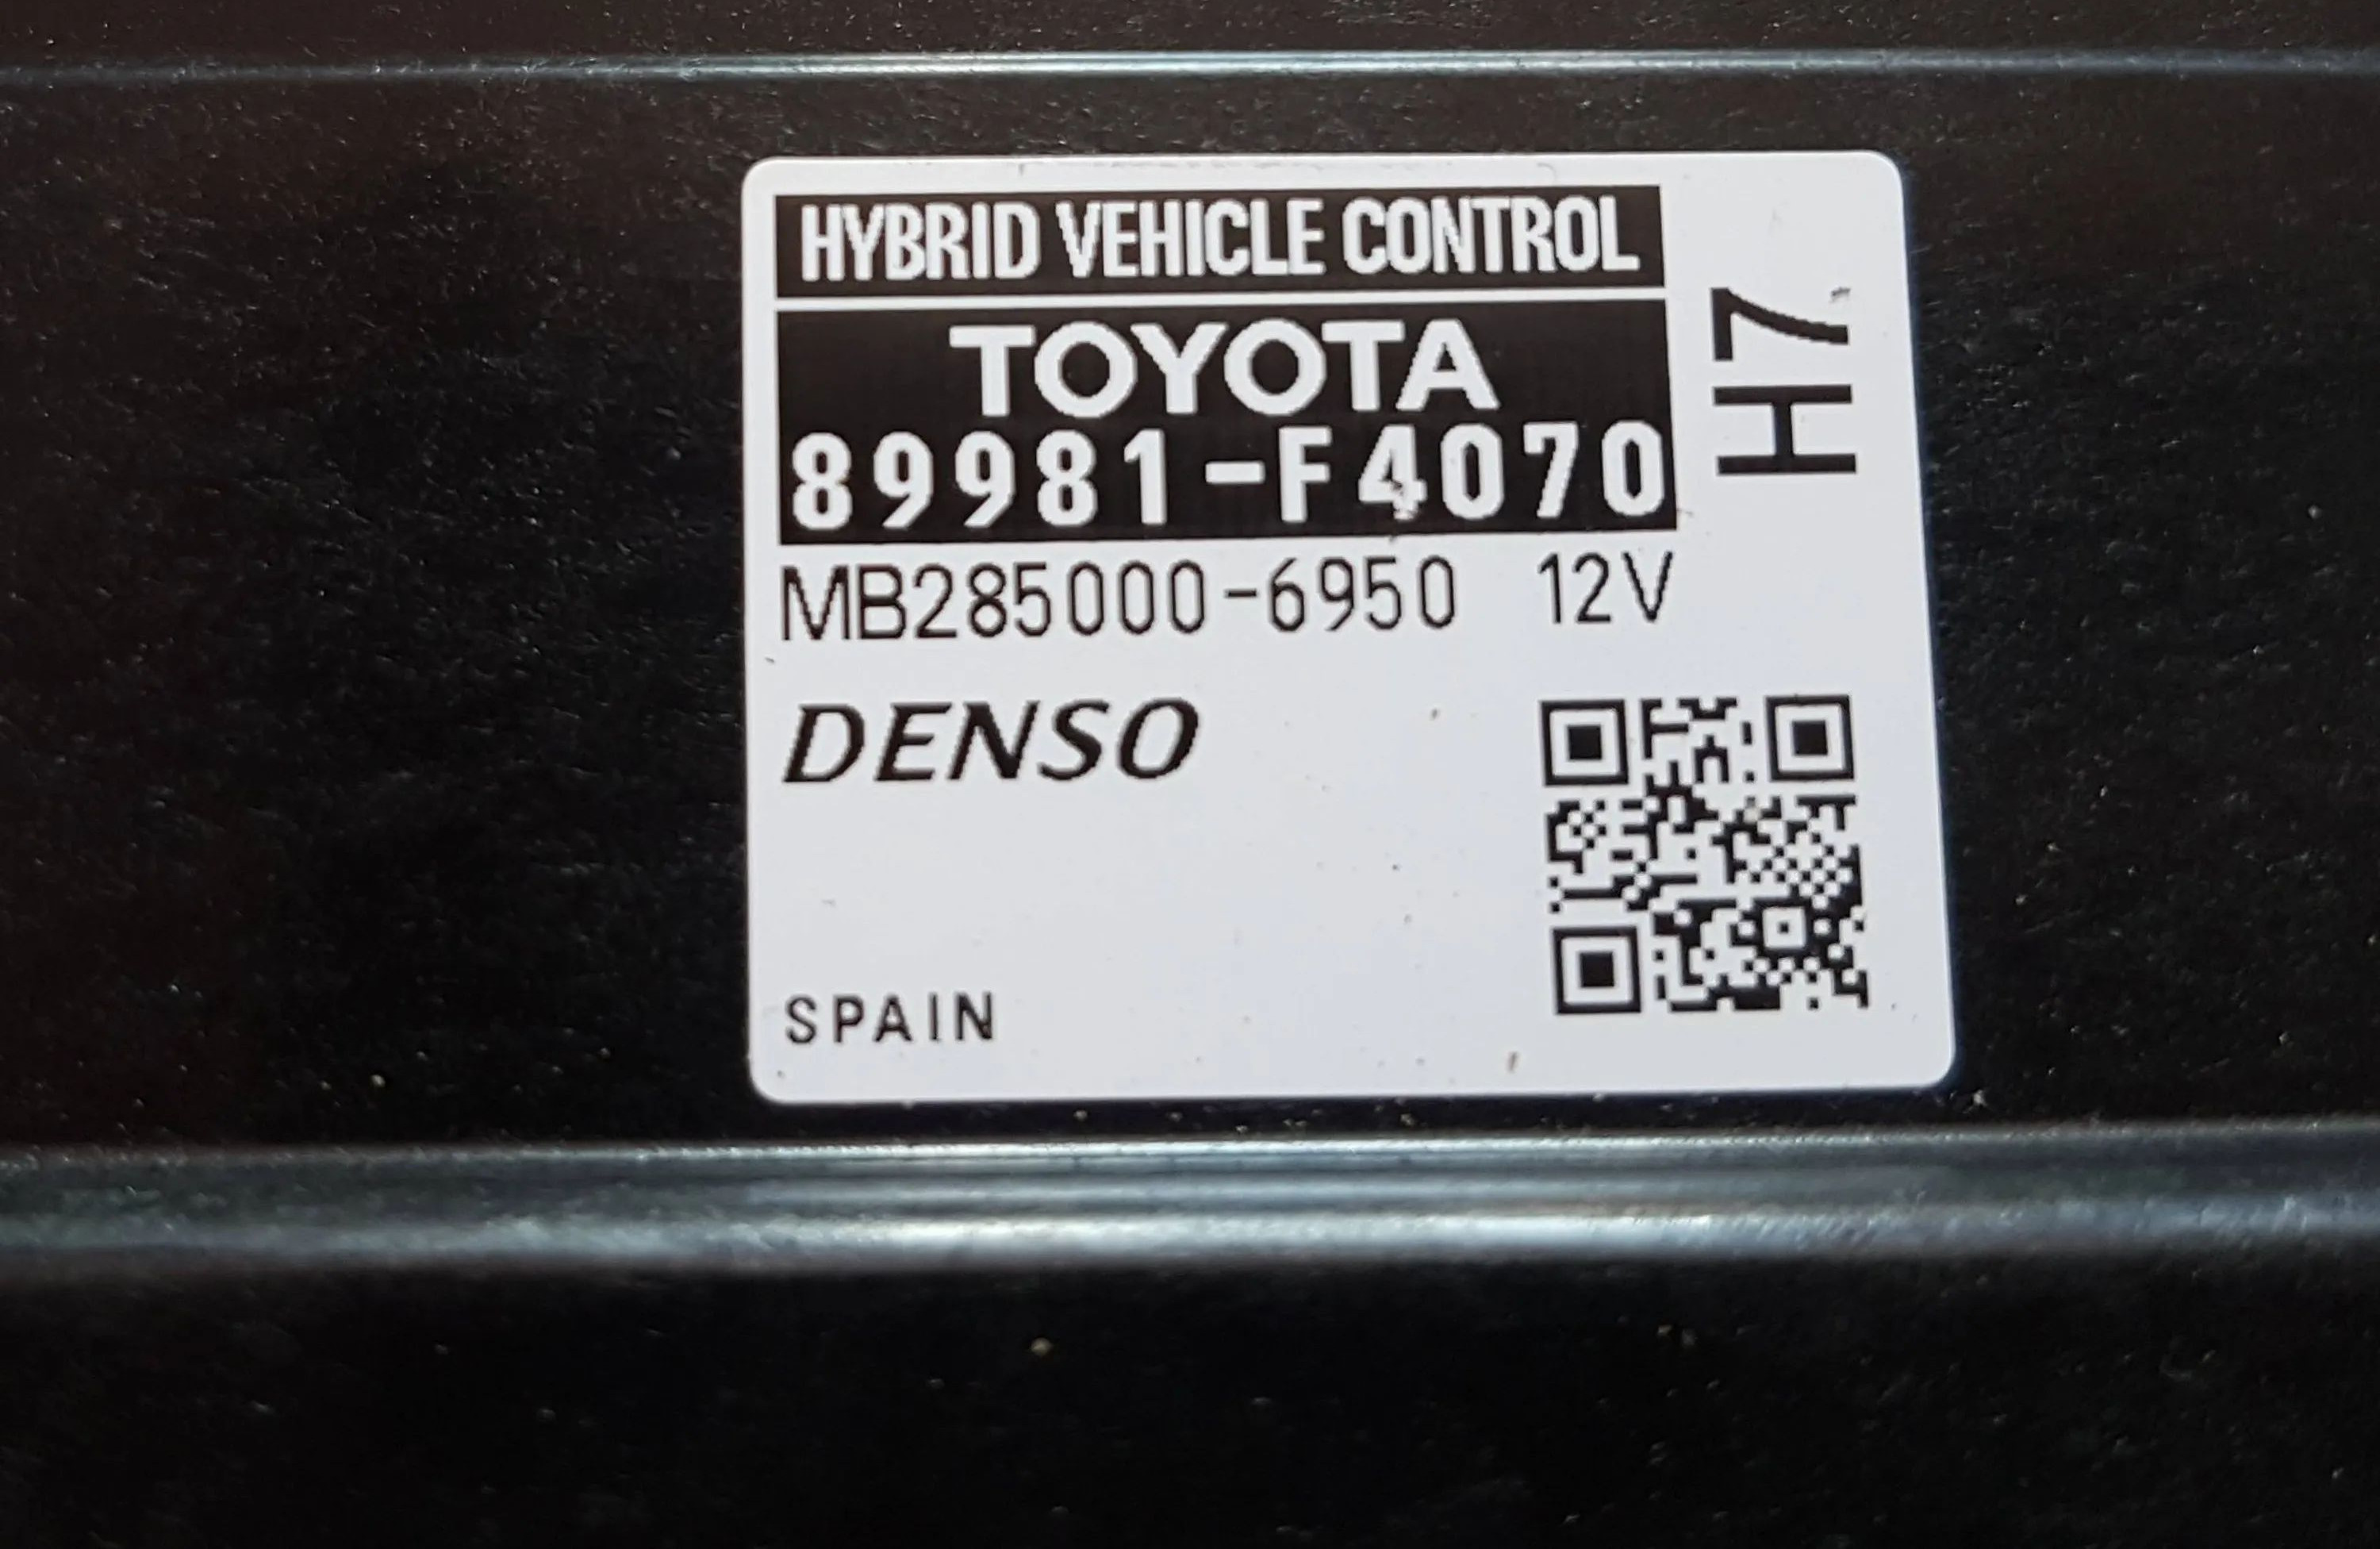 HYBRID VEHICLE CONTROL
TOYOTA
89981-F4070
H7
MB285000-6950 12V
DENSO
SPAIN